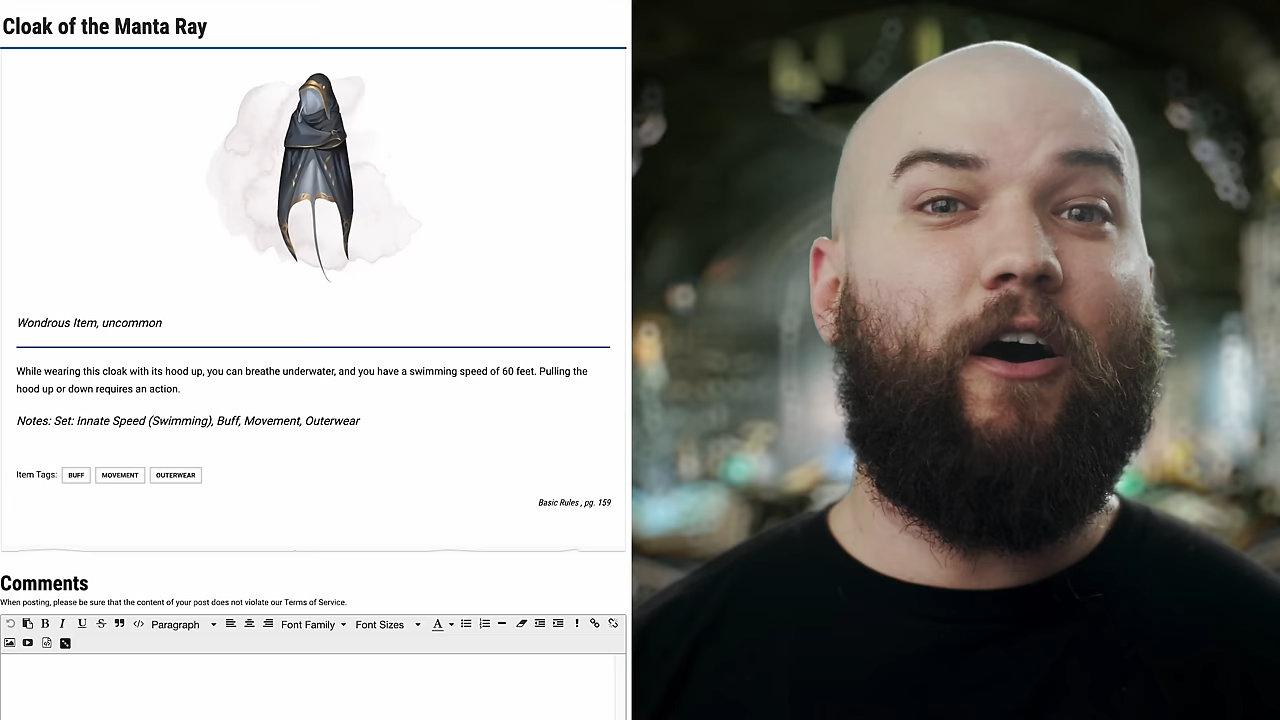 Cloak of the Manta Ray
Wondrous Item, uncommon
While wearing this cloak with its hood up, you can breathe underwater, and you have a swimming speed of 60 feet. Pulling the
hood up or down requires an action.
Notes: Set: Innate Speed (Swimming), Buff, Movement, Outerwear
Item Tags: BUFF MOVEMENT OUTERWEAR
Basic Rules , pg. 159
Comments
When posting, please be sure that the content of your post does not violate our Terms of Service.
B I U S Paragraph Font Family Font Sizes A